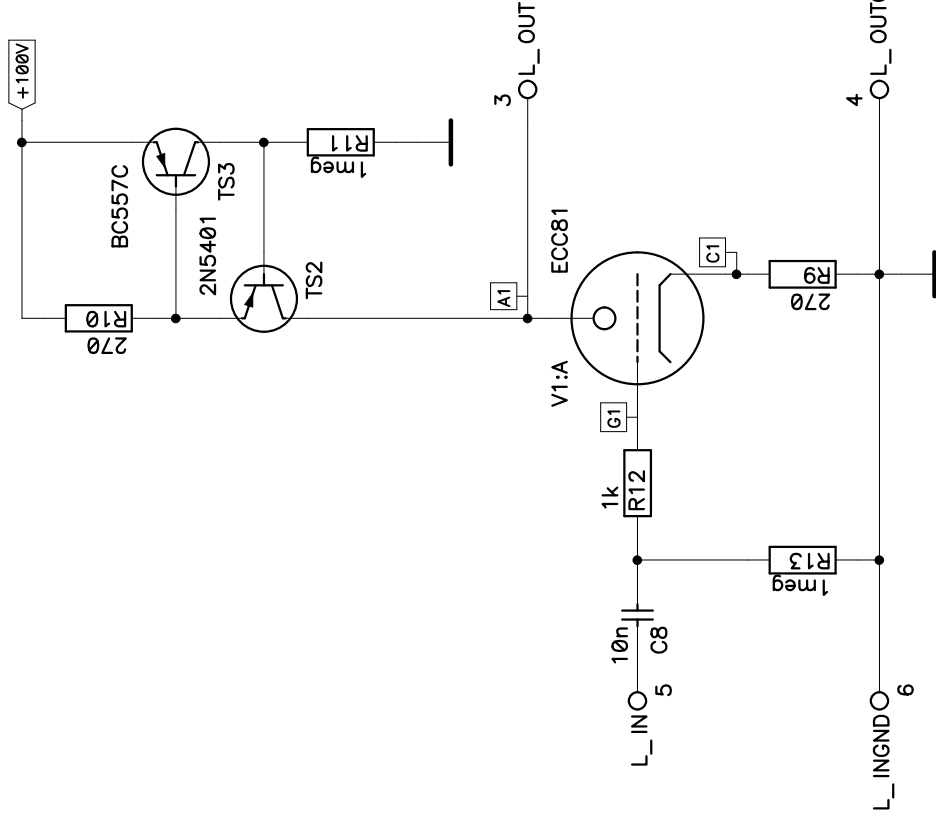 +100V
3
L_OUT
4
L_OUT
BC557C
TS3
R11
1meg
2N5401
TS2
R10
270
A1
ECC81
V1:A
C1
R9
270
G1
1k
R12
R13
1meg
10n
C8
L_IN
5
L_INGND
6